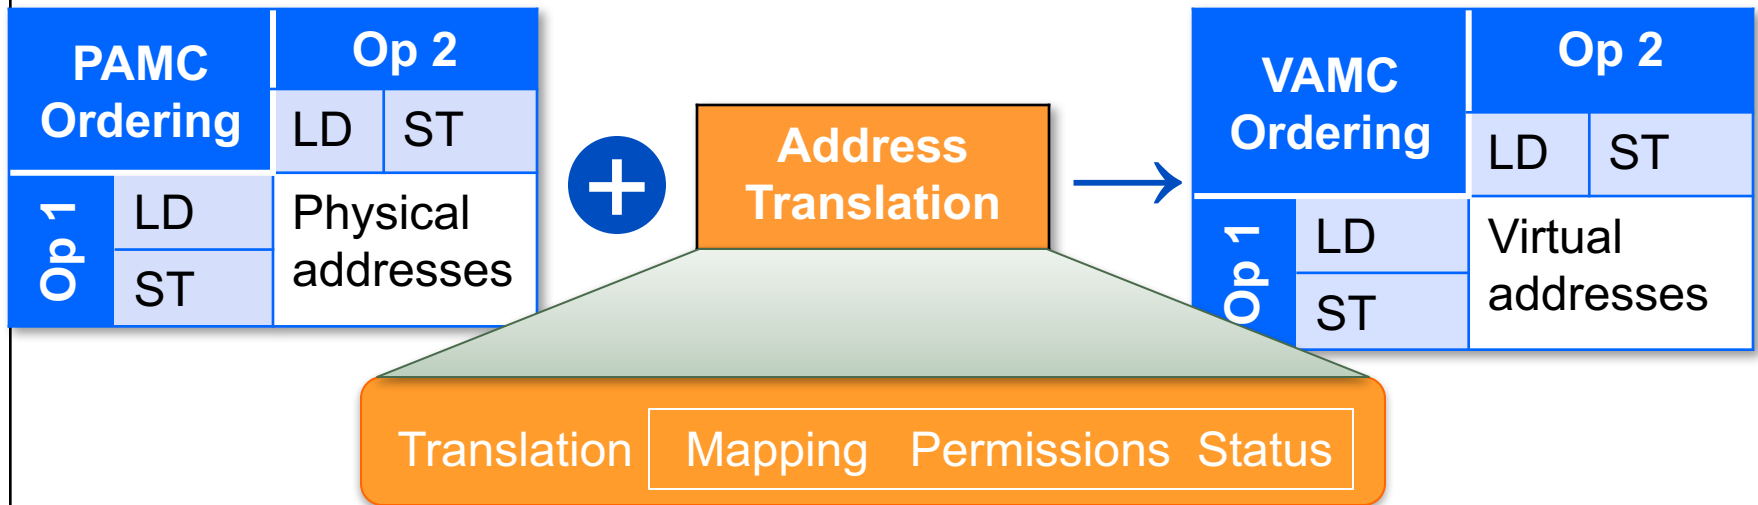 PAMC
Ordering
Op 2
LD ST
Op 1
LD
ST
Physical
addresses
+
Address
Translation
→
VAMC
Ordering
Op 2
LD ST
Op 1
LD
ST
Virtual
addresses
Translation Mapping Permissions Status